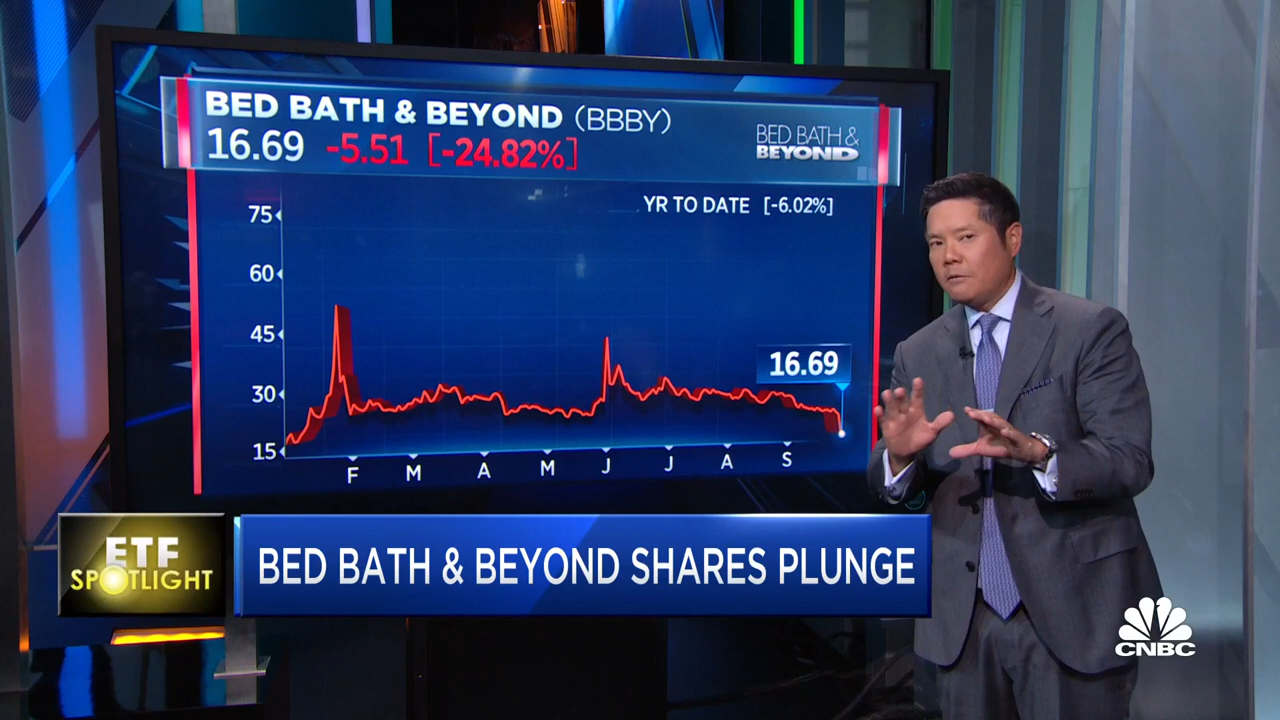 BED BATH & BEYOND (BBBY)
16.69 -5.51 [-24.82%]
BED BATH &
BEYOND
YR TO DATE [-6.02%]
75
60
45
30
15
16.69
F M A M J J A S
ETF
SPOTLIGHT
BED BATH & BEYOND SHARES PLUNGE
CNBC